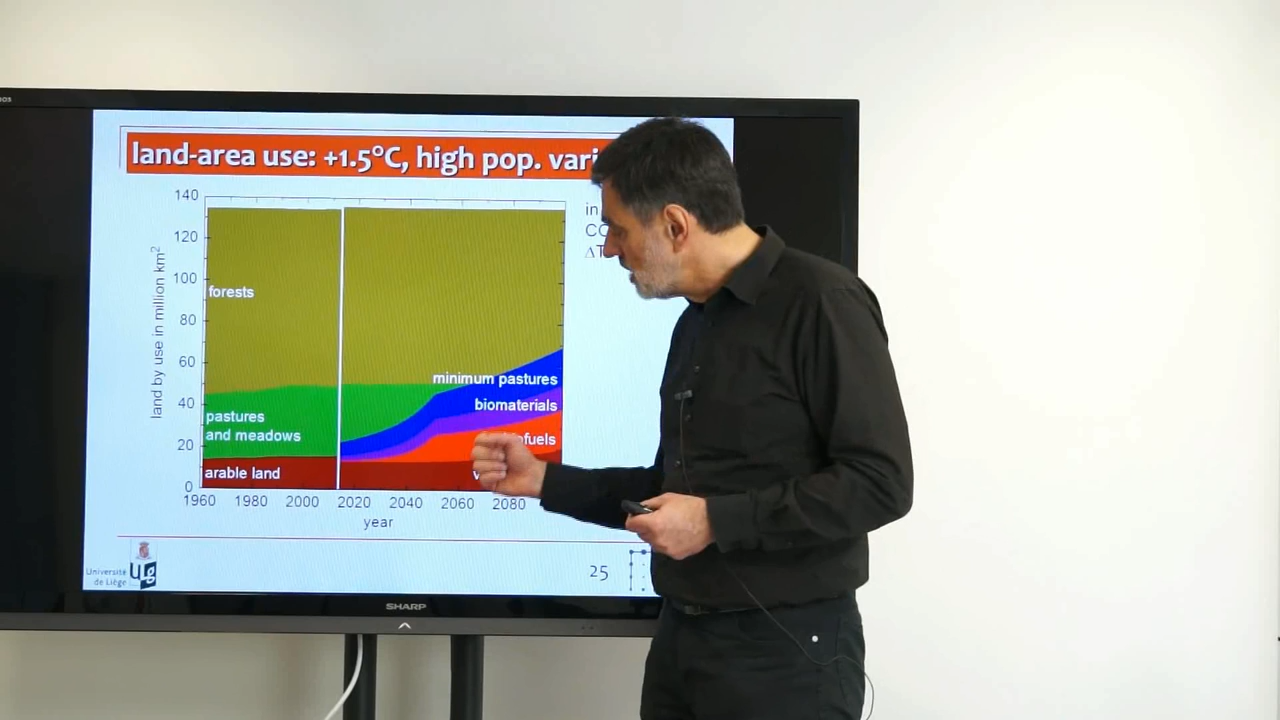 land-area use: +1.5°C, high pop. vari
140
120
100
80
60
40
20
0
land by use in million km²
forests
pastures
and meadows
arable land
minimum pastures
biomaterials
1960 1980 2000 2020 2040 2060 2080
year
in
ΔT
Université
de Liège
25
SHARP